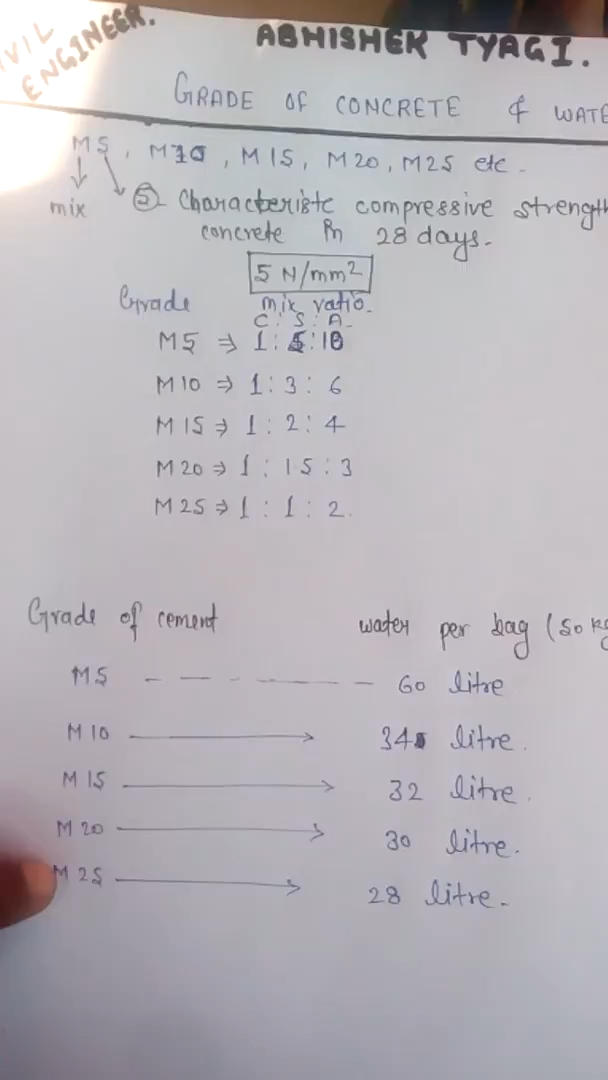 CIVIL ENGINEER.
ABHISHEK TYAGI.
GRADE OF CONCRETE & WATE
M5, M10, M15, M20, M25 etc.
mix
5 Characteriste compressive strength
concrete in 28 days.
5 N/mm2
Grade mix ratio.
C : S : A.
M5 ⇒ 1 : 5 : 10
M10 ⇒ 1 : 3 : 6
M15 ⇒ 1 : 2 : 4
M20 ⇒ 1 : 1 5 : 3
M25 ⇒ 1 : 1 : 2.
Grade of cement water per bag (50 kg
M5 60 litre
M10 34 litre.
M15 32 litre.
M20 30 litre.
M25 28 litre.